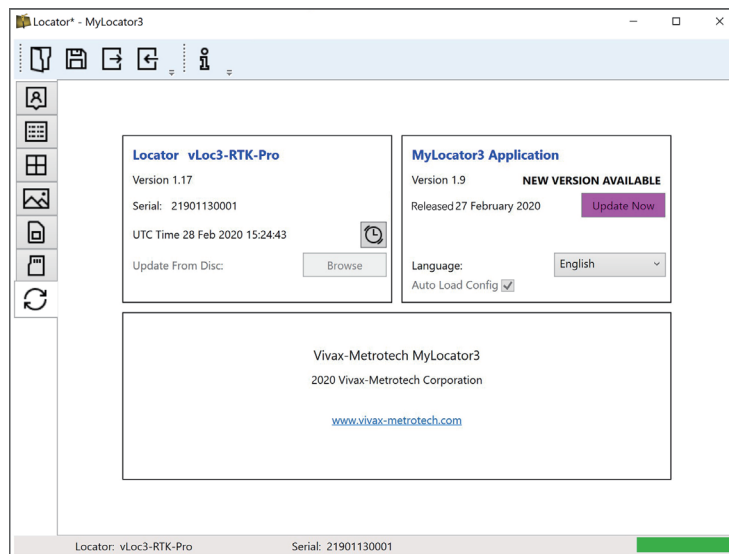 Locator* - MyLocator3
Locator vLoc3-RTK-Pro
Version 1.17
Serial: 21901130001
UTC Time 28 Feb 2020 15:24:43
Update From Disc:
Browse
MyLocator3 Application
Version 1.9
NEW VERSION AVAILABLE
Released 27 February 2020
Update Now
Language:
English
Auto Load Config
Vivax-Metrotech MyLocator3
2020 Vivax-Metrotech Corporation
www.vivax-metrotech.com
Locator: vLoc3-RTK-Pro
Serial: 21901130001